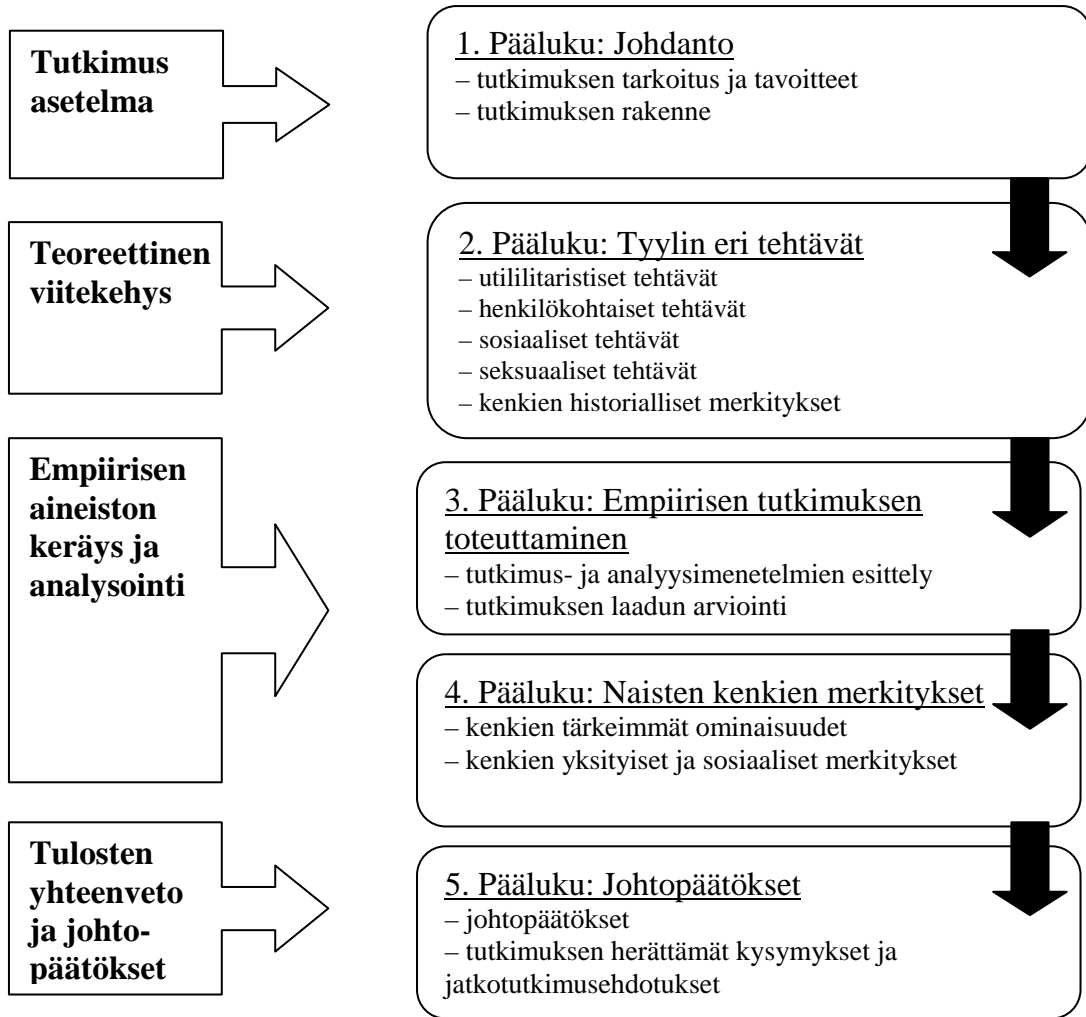 Tutkimus
asetelma
1. Pääluku: Johdanto
– tutkimuksen tarkoitus ja tavoitteet
– tutkimuksen rakenne
Teoreettinen
viitekehys
2. Pääluku: Tyylin eri tehtävät
– utililitaristiset tehtävät
– henkilökohtaiset tehtävät
– sosiaaliset tehtävät
– seksuaaliset tehtävät
– kenkien historialliset merkitykset
Empiirisen
aineiston
keräys ja
analysointi
3. Pääluku: Empiirisen tutkimuksen
toteuttaminen
– tutkimus- ja analyysimenetelmien esittely
– tutkimuksen laadun arviointi
4. Pääluku: Naisten kenkien merkitykset
– kenkien tärkeimmät ominaisuudet
– kenkien yksityiset ja sosiaaliset merkitykset
Tulosten
yhteenveto
ja johto-
päätökset
5. Pääluku: Johtopäätökset
– johtopäätökset
– tutkimuksen herättämät kysymykset ja
jatkotutkimusehdotukset